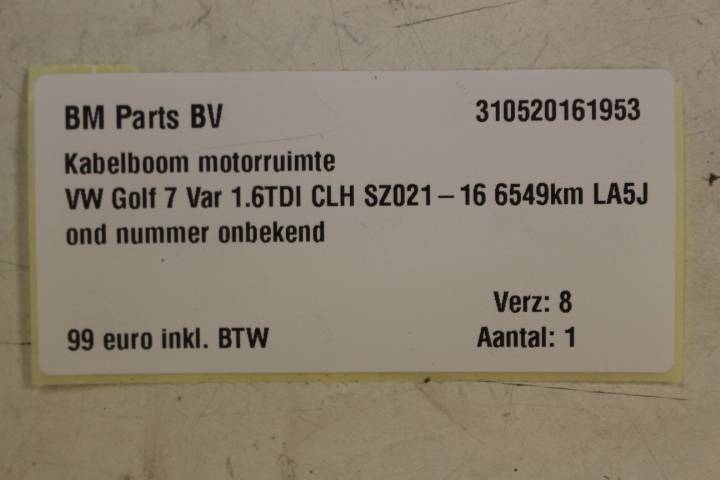 BM Parts BV 310520161953
Kabelboom motorruimte
VW Golf 7 Var 1.6TDI CLH SZ021 – 16 6549km LA5J
ond nummer onbekend
Verz: 8
99 euro inkl. BTW Aantal: 1